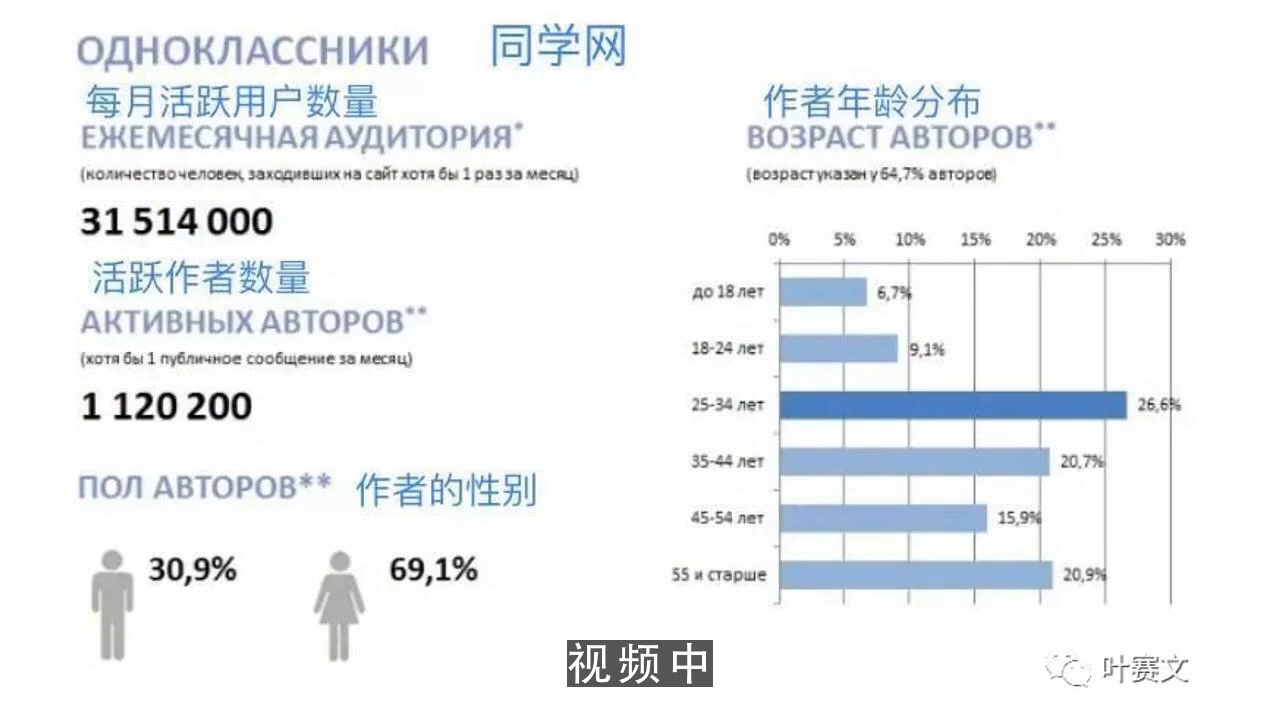 ОДНОКЛАССНИКИ 同学网
每月活跃用户数量
ЕЖЕМЕСЯЧНАЯ АУДИТОРИЯ*
(количество человек, заходивших на сайт хотя бы 1 раз за месяц)
31 514 000
活跃作者数量
АКТИВНЫХ АВТОРОВ**
(хотя бы 1 публичное сообщение за месяц)
1 120 200
ПОЛ АВТОРОВ** 作者的性别
30,9% 69,1%
作者年龄分布
ВОЗРАСТ АВТОРОВ**
(возраст указан у 64,7% авторов)
0% 5% 10% 15% 20% 25% 30%
до 18 лет 6,7%
18-24 лет 9,1%
25-34 лет 26,6%
35-44 лет 20,7%
45-54 лет 15,9%
55 и старше 20,9%
视频中
叶赛文